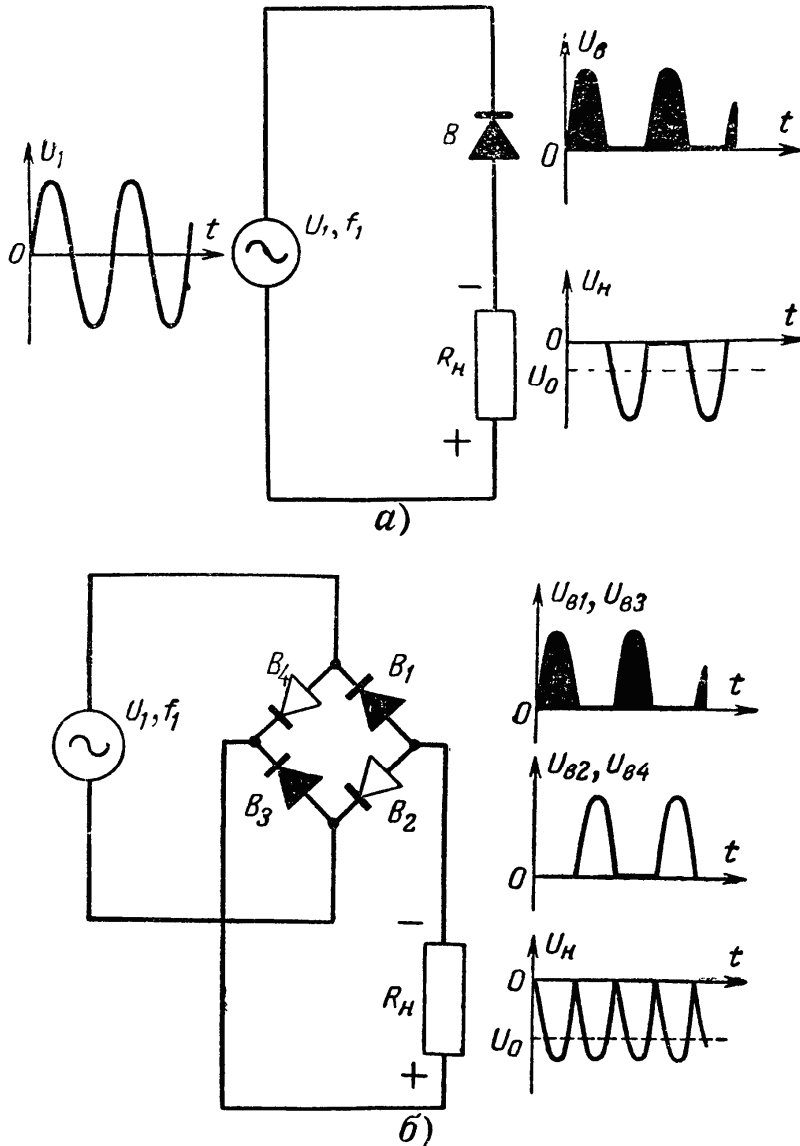 U₁
0
t
U₁, f₁
В
−
Rн
+
Uв
0
t
Uн
0
t
U₀
а)
U₁, f₁
В₄
В₁
В₃
В₂
−
Rн
+
Uв1, Uв3
0
t
Uв2, Uв4
0
t
Uн
0
t
U₀
б)